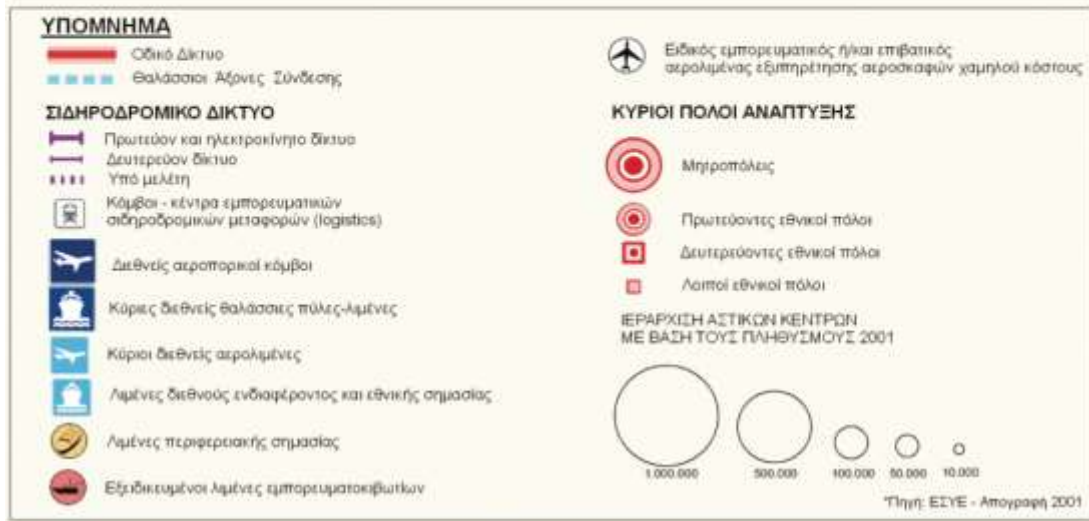 ΥΠΟΜΝΗΜΑ
Οδικό Δίκτυο
Θαλάσσιοι Άξονες Σύνδεσης
ΣΙΔΗΡΟΔΡΟΜΙΚΟ ΔΙΚΤΥΟ
Πρωτεύον και ηλεκτροκίνητο δίκτυο
Δευτερεύον δίκτυο
Υπό μελέτη
Κόμβοι - κέντρα εμπορευματικών
σιδηροδρομικών μεταφορών (logistics)
Διεθνείς αεροπορικοί κόμβοι
Κύριες διεθνείς θαλάσσιες πύλες-λιμένες
Κύριοι διεθνείς αερολιμένες
Λιμένες διεθνούς ενδιαφέροντος και εθνικής σημασίας
Λιμένες περιφερειακής σημασίας
Εξειδικευμένοι λιμένες εμπορευματοκιβωτίων
Ειδικός εμπορευματικός ή/και επιβατικός
αερολιμένας εξυπηρέτησης αεροσκαφών χαμηλού κόστους
ΚΥΡΙΟΙ ΠΟΛΟΙ ΑΝΑΠΤΥΞΗΣ
Μητροπόλεις
Πρωτεύοντες εθνικοί πόλοι
Δευτερεύοντες εθνικοί πόλοι
Λοιποί εθνικοί πόλοι
ΙΕΡΑΡΧΙΣΗ ΑΣΤΙΚΩΝ ΚΕΝΤΡΩΝ
ΜΕ ΒΑΣΗ ΤΟΥΣ ΠΛΗΘΥΣΜΟΥΣ 2001
1.000.000 500.000 100.000 50.000 10.000
*Πηγή: ΕΣΥΕ - Απογραφή 2001